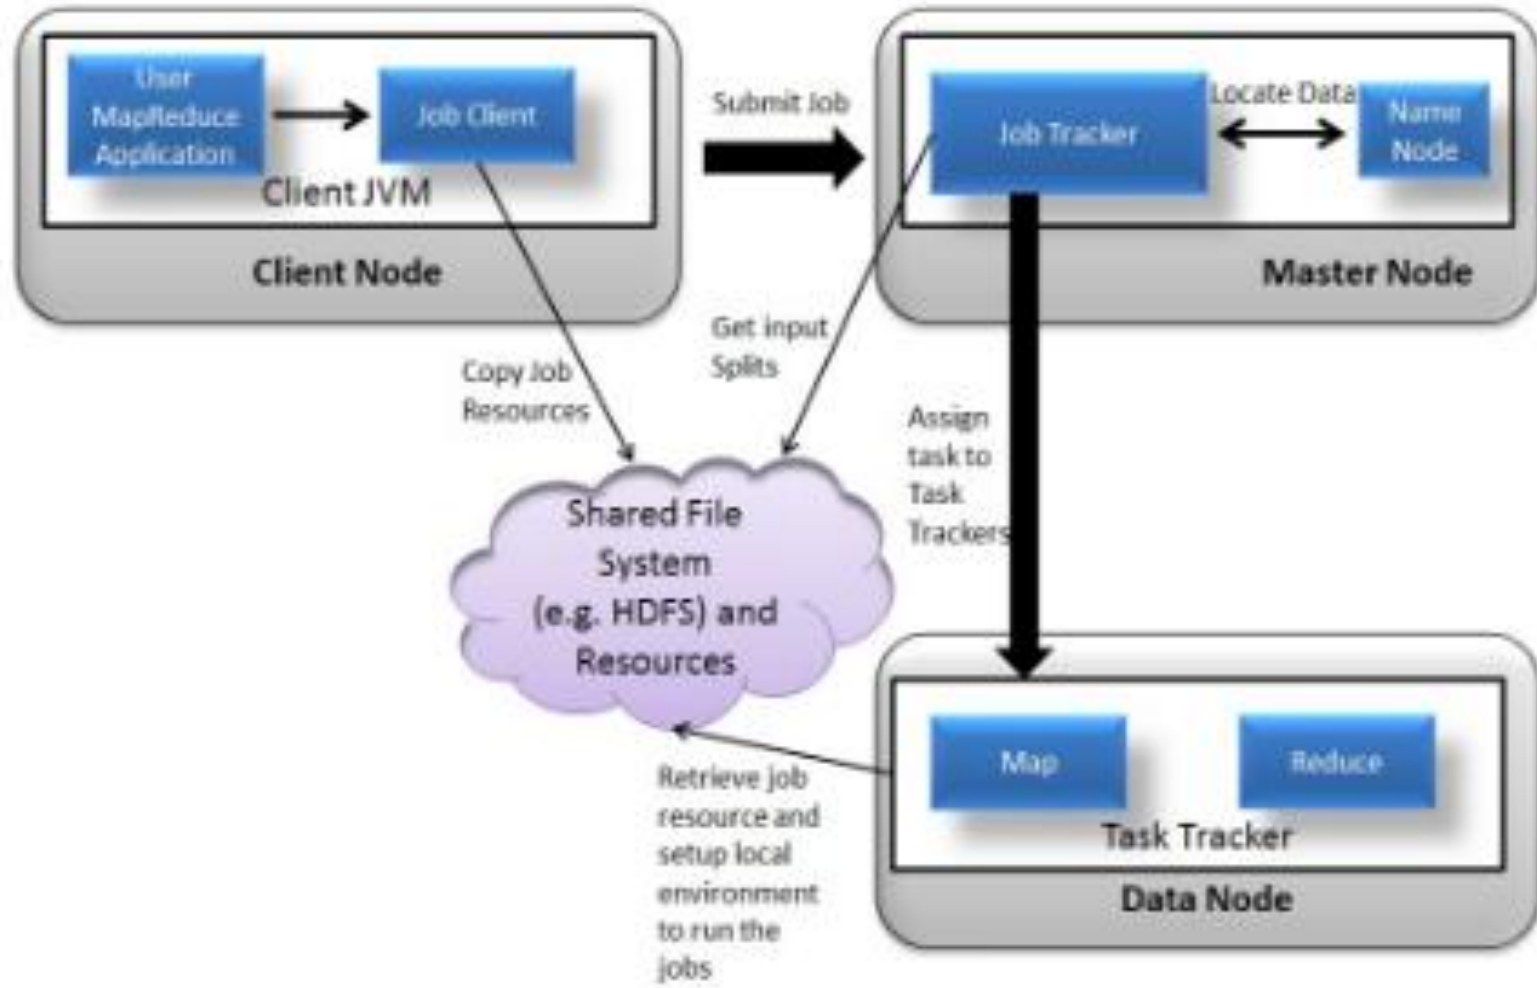 User
MapReduce
Application
Job Client
Client JVM
Client Node
Submit Job
Job Tracker
Locate Data
Name
Node
Master Node
Copy Job
Resources
Get input
Splits
Assign
task to
Task
Trackers
Shared File
System
(e.g. HDFS) and
Resources
Map
Reduce
Task Tracker
Data Node
Retrieve job
resource and
setup local
environment
to run the
jobs